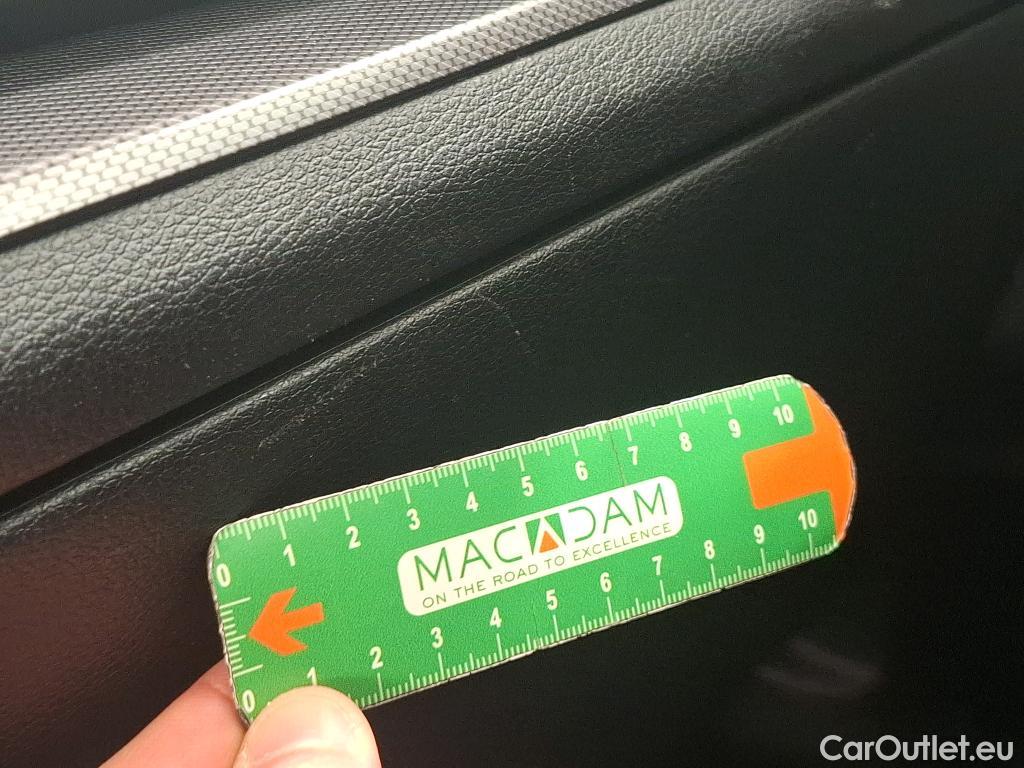 0 1 2 3 4 5 6 7 8 9 10
MACADAM
ON THE ROAD TO EXCELLENCE
0 1 2 3 4 5 6 7 8 9 10
CarOutlet.eu